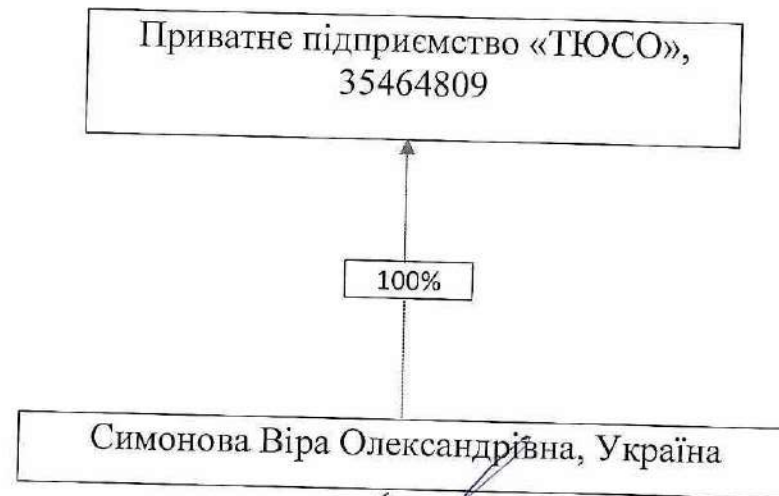 Приватне підприємство «ТЮСО»,
35464809
100%
Симонова Віра Олександрівна, Україна